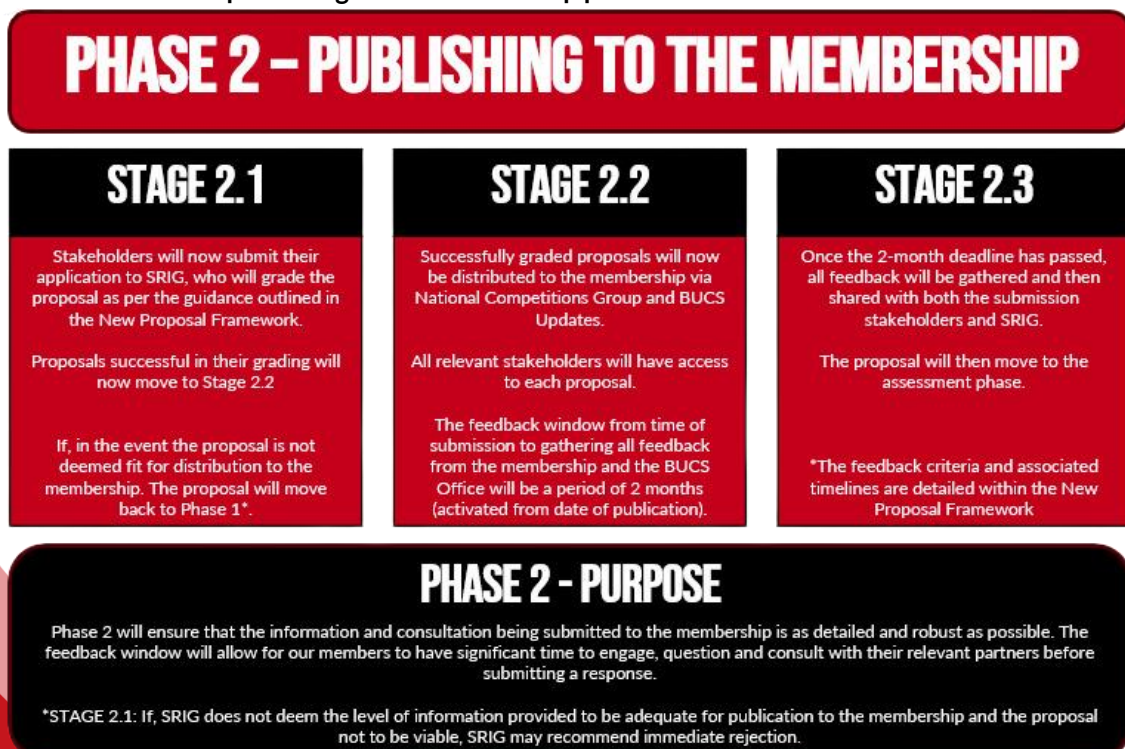 PHASE 2 – PUBLISHING TO THE MEMBERSHIP
STAGE 2.1
Stakeholders will now submit their
application to SRIG, who will grade the
proposal as per the guidance outlined in
the New Proposal Framework.
Proposals successful in their grading will
now move to Stage 2.2
If, in the event the proposal is not
deemed fit for distribution to the
membership. The proposal will move
back to Phase 1*.
STAGE 2.2
Successfully graded proposals will now
be distributed to the membership via
National Competitions Group and BUCS
Updates.
All relevant stakeholders will have access
to each proposal.
The feedback window from time of
submission to gathering all feedback
from the membership and the BUCS
Office will be a period of 2 months
(activated from date of publication).
STAGE 2.3
Once the 2-month deadline has passed,
all feedback will be gathered and then
shared with both the submission
stakeholders and SRIG.
The proposal will then move to the
assessment phase.
*The feedback criteria and associated
timelines are detailed within the New
Proposal Framework
PHASE 2 - PURPOSE
Phase 2 will ensure that the information and consultation being submitted to the membership is as detailed and robust as possible. The
feedback window will allow for our members to have significant time to engage, question and consult with their relevant partners before
submitting a response.
*STAGE 2.1: If, SRIG does not deem the level of information provided to be adequate for publication to the membership and the proposal
not to be viable, SRIG may recommend immediate rejection.